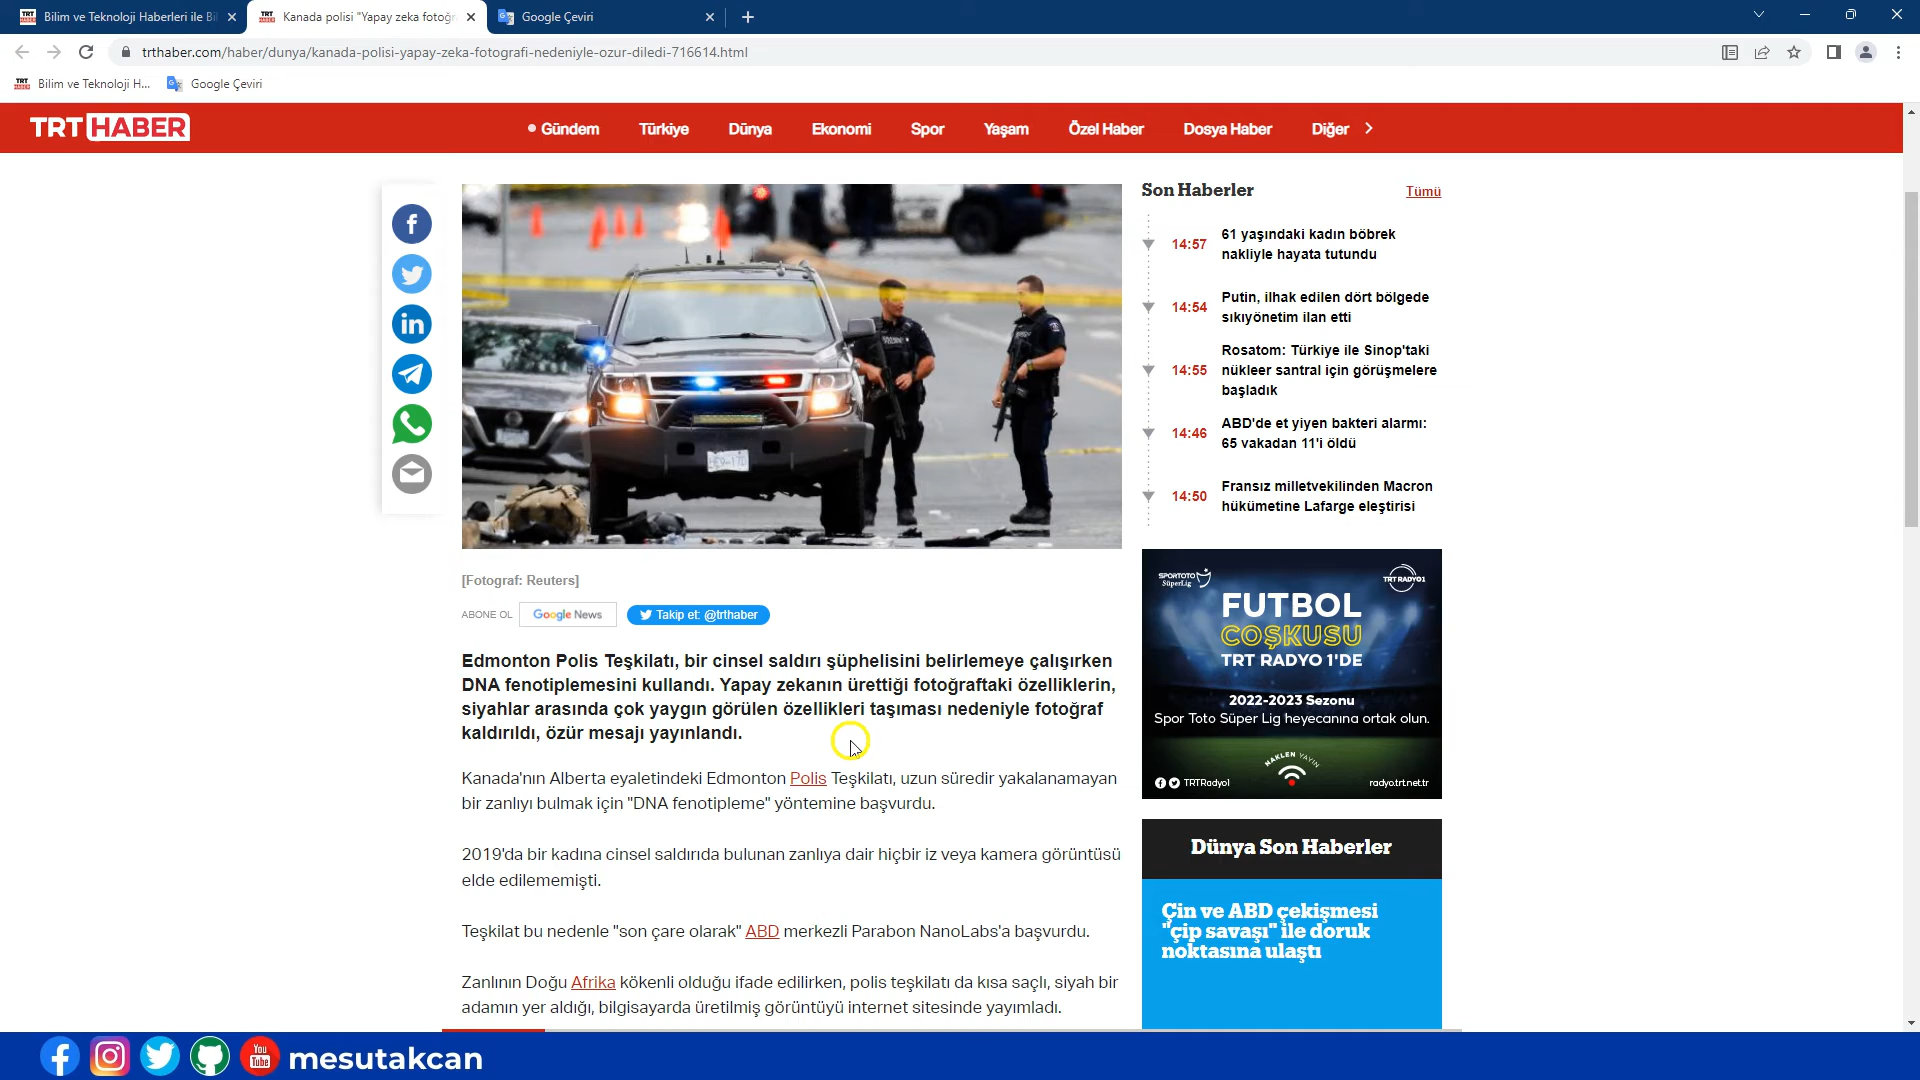 Bilim ve Teknoloji Haberleri ile Bi
Kanada polisi "Yapay zeka fotoğr
Google Çeviri
trthaber.com/haber/dunya/kanada-polisi-yapay-zeka-fotografi-nedeniyle-ozur-diledi-716614.html
Bilim ve Teknoloji H...
Google Çeviri
TRT HABER
Gündem
Türkiye
Dünya
Ekonomi
Spor
Yaşam
Özel Haber
Dosya Haber
Diğer
[Fotograf: Reuters]
ABONE OL
Google News
Takip et: @trthaber
Edmonton Polis Teşkilatı, bir cinsel saldırı şüphelisini belirlemeye çalışırken
DNA fenotiplemesini kullandı. Yapay zekanın ürettiği fotoğraftaki özelliklerin,
siyahlar arasında çok yaygın görülen özellikleri taşıması nedeniyle fotoğraf
kaldırıldı, özür mesajı yayınlandı.
Kanada'nın Alberta eyaletindeki Edmonton Polis Teşkilatı, uzun süredir yakalanamayan
bir zanlıyı bulmak için "DNA fenotipleme" yöntemine başvurdu.
2019'da bir kadına cinsel saldırıda bulunan zanlıya dair hiçbir iz veya kamera görüntüsü
elde edilememişti.
Teşkilat bu nedenle "son çare olarak" ABD merkezli Parabon NanoLabs'a başvurdu.
Zanlının Doğu Afrika kökenli olduğu ifade edilirken, polis teşkilatı da kısa saçlı, siyah bir
adamın yer aldığı, bilgisayarda üretilmiş görüntüyü internet sitesinde yayımladı.
Son Haberler
Tümü
14:57
61 yaşındaki kadın böbrek
nakliyle hayata tutundu
14:54
Putin, ilhak edilen dört bölgede
sıkıyönetim ilan etti
14:55
Rosatom: Türkiye ile Sinop'taki
nükleer santral için görüşmelere
başladık
14:46
ABD'de et yiyen bakteri alarmı:
65 vakadan 11'i öldü
14:50
Fransız milletvekilinden Macron
hükümetine Lafarge eleştirisi
SPORTOTO
SüperLig
TRT RADYO1
FUTBOL
COŞKUSU
TRT RADYO 1'DE
2022-2023 Sezonu
Spor Toto Süper Lig heyecanına ortak olun.
NAKLEN YAYIN
TRTRadyo1
radyo.trt.net.tr
Dünya Son Haberler
Çin ve ABD çekişmesi
"çip savaşı" ile doruk
noktasına ulaştı
You
Tube
mesutakcan